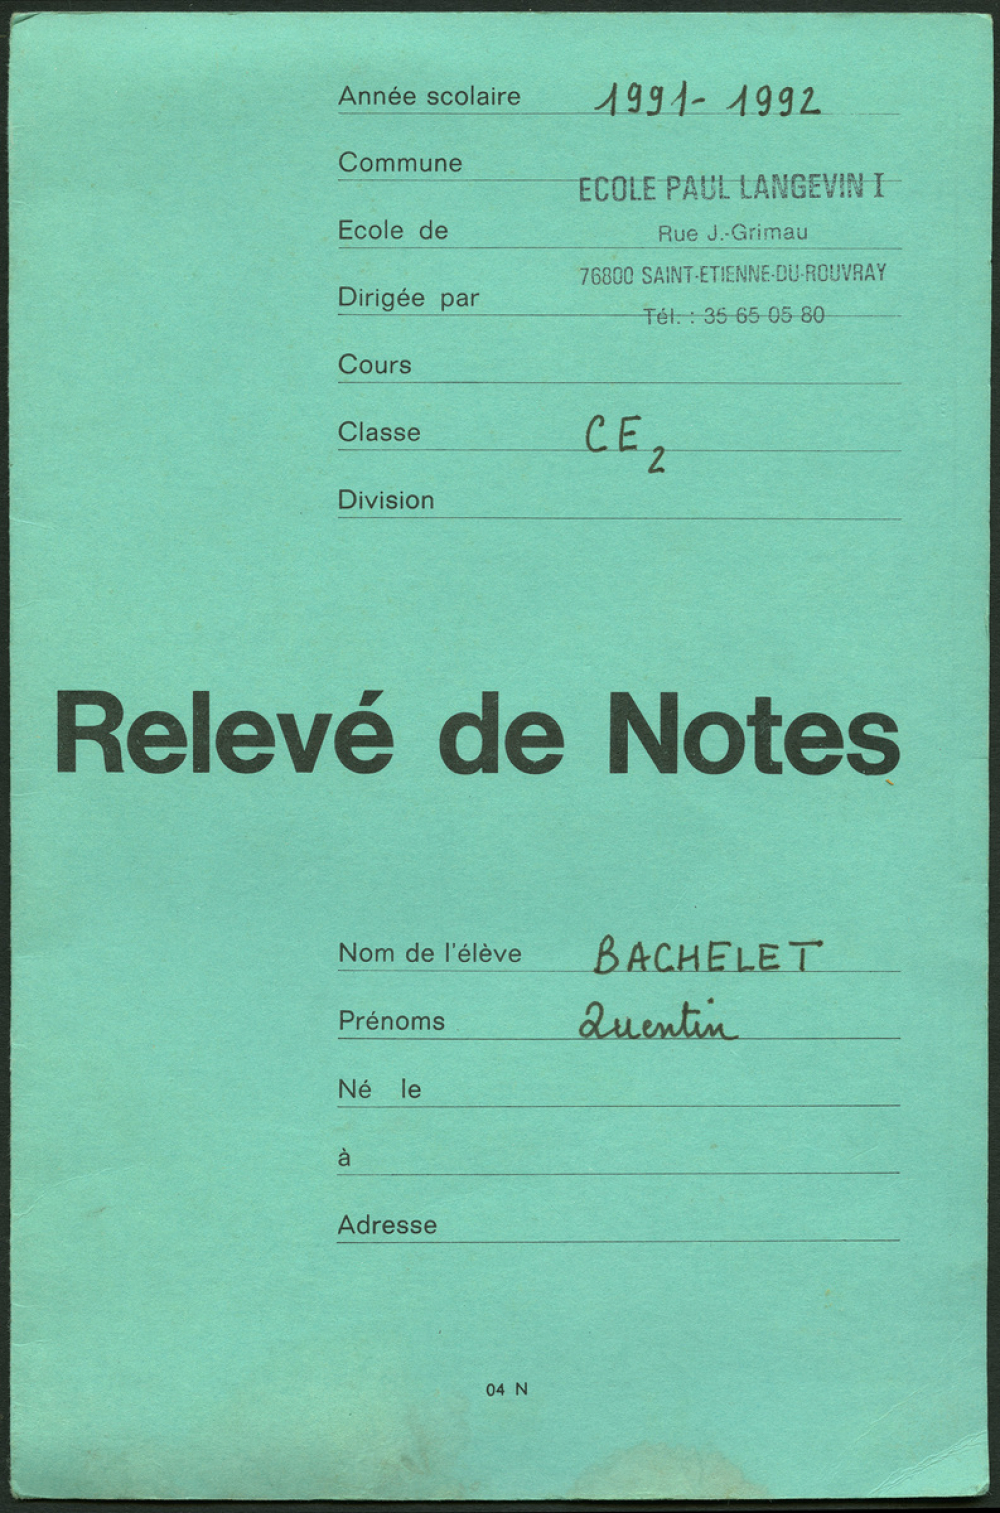 Année scolaire 1991-1992
Commune
ECOLE PAUL LANGEVIN I
Ecole de Rue J.-Grimau
76800 SAINT-ETIENNE-DU-ROUVRAY
Dirigée par
Tél. : 35 65 05 80
Cours
Classe CE2
Division
Relevé de Notes
Nom de l'élève BACHELET
Prénoms Quentin
Né le
à
Adresse
04 N